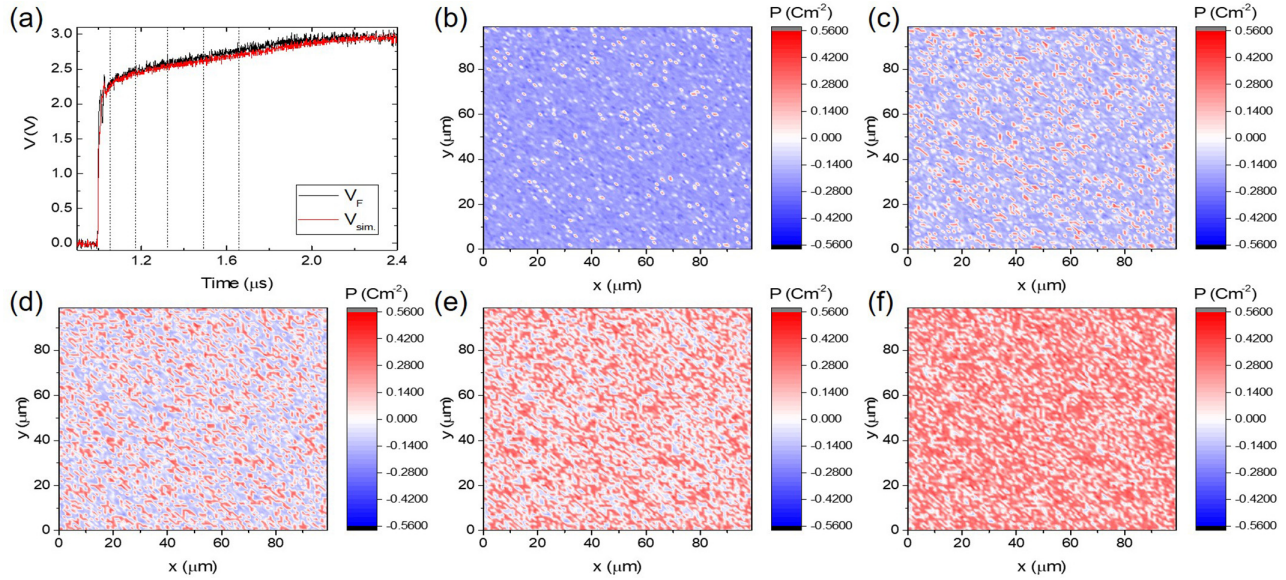 (a)
3.0
2.5
2.0
V(V)
1.5
1.0
0.5
0.0
V_F
V_sim.
1.2
1.6
2.0
2.4
Time (μs)
(b)
P (Cm⁻²)
80
60
y (μm)
40
20
0
0 20 40 60 80
x (μm)
0.5600
0.4200
0.2800
0.1400
0.000
-0.1400
-0.2800
-0.4200
-0.5600
(c)
P (Cm⁻²)
80
60
y (μm)
40
20
0
0 20 40 60 80
x (μm)
0.5600
0.4200
0.2800
0.1400
0.000
-0.1400
-0.2800
-0.4200
-0.5600
(d)
P (Cm⁻²)
80
60
y (μm)
40
20
0
0 20 40 60 80
x (μm)
0.5600
0.4200
0.2800
0.1400
0.000
-0.1400
-0.2800
-0.4200
-0.5600
(e)
P (Cm⁻²)
80
60
y (μm)
40
20
0
0 20 40 60 80
x (μm)
0.5600
0.4200
0.2800
0.1400
0.000
-0.1400
-0.2800
-0.4200
-0.5600
(f)
P (Cm⁻²)
80
60
y (μm)
40
20
0
0 20 40 60 80
x (μm)
0.5600
0.4200
0.2800
0.1400
0.000
-0.1400
-0.2800
-0.4200
-0.5600